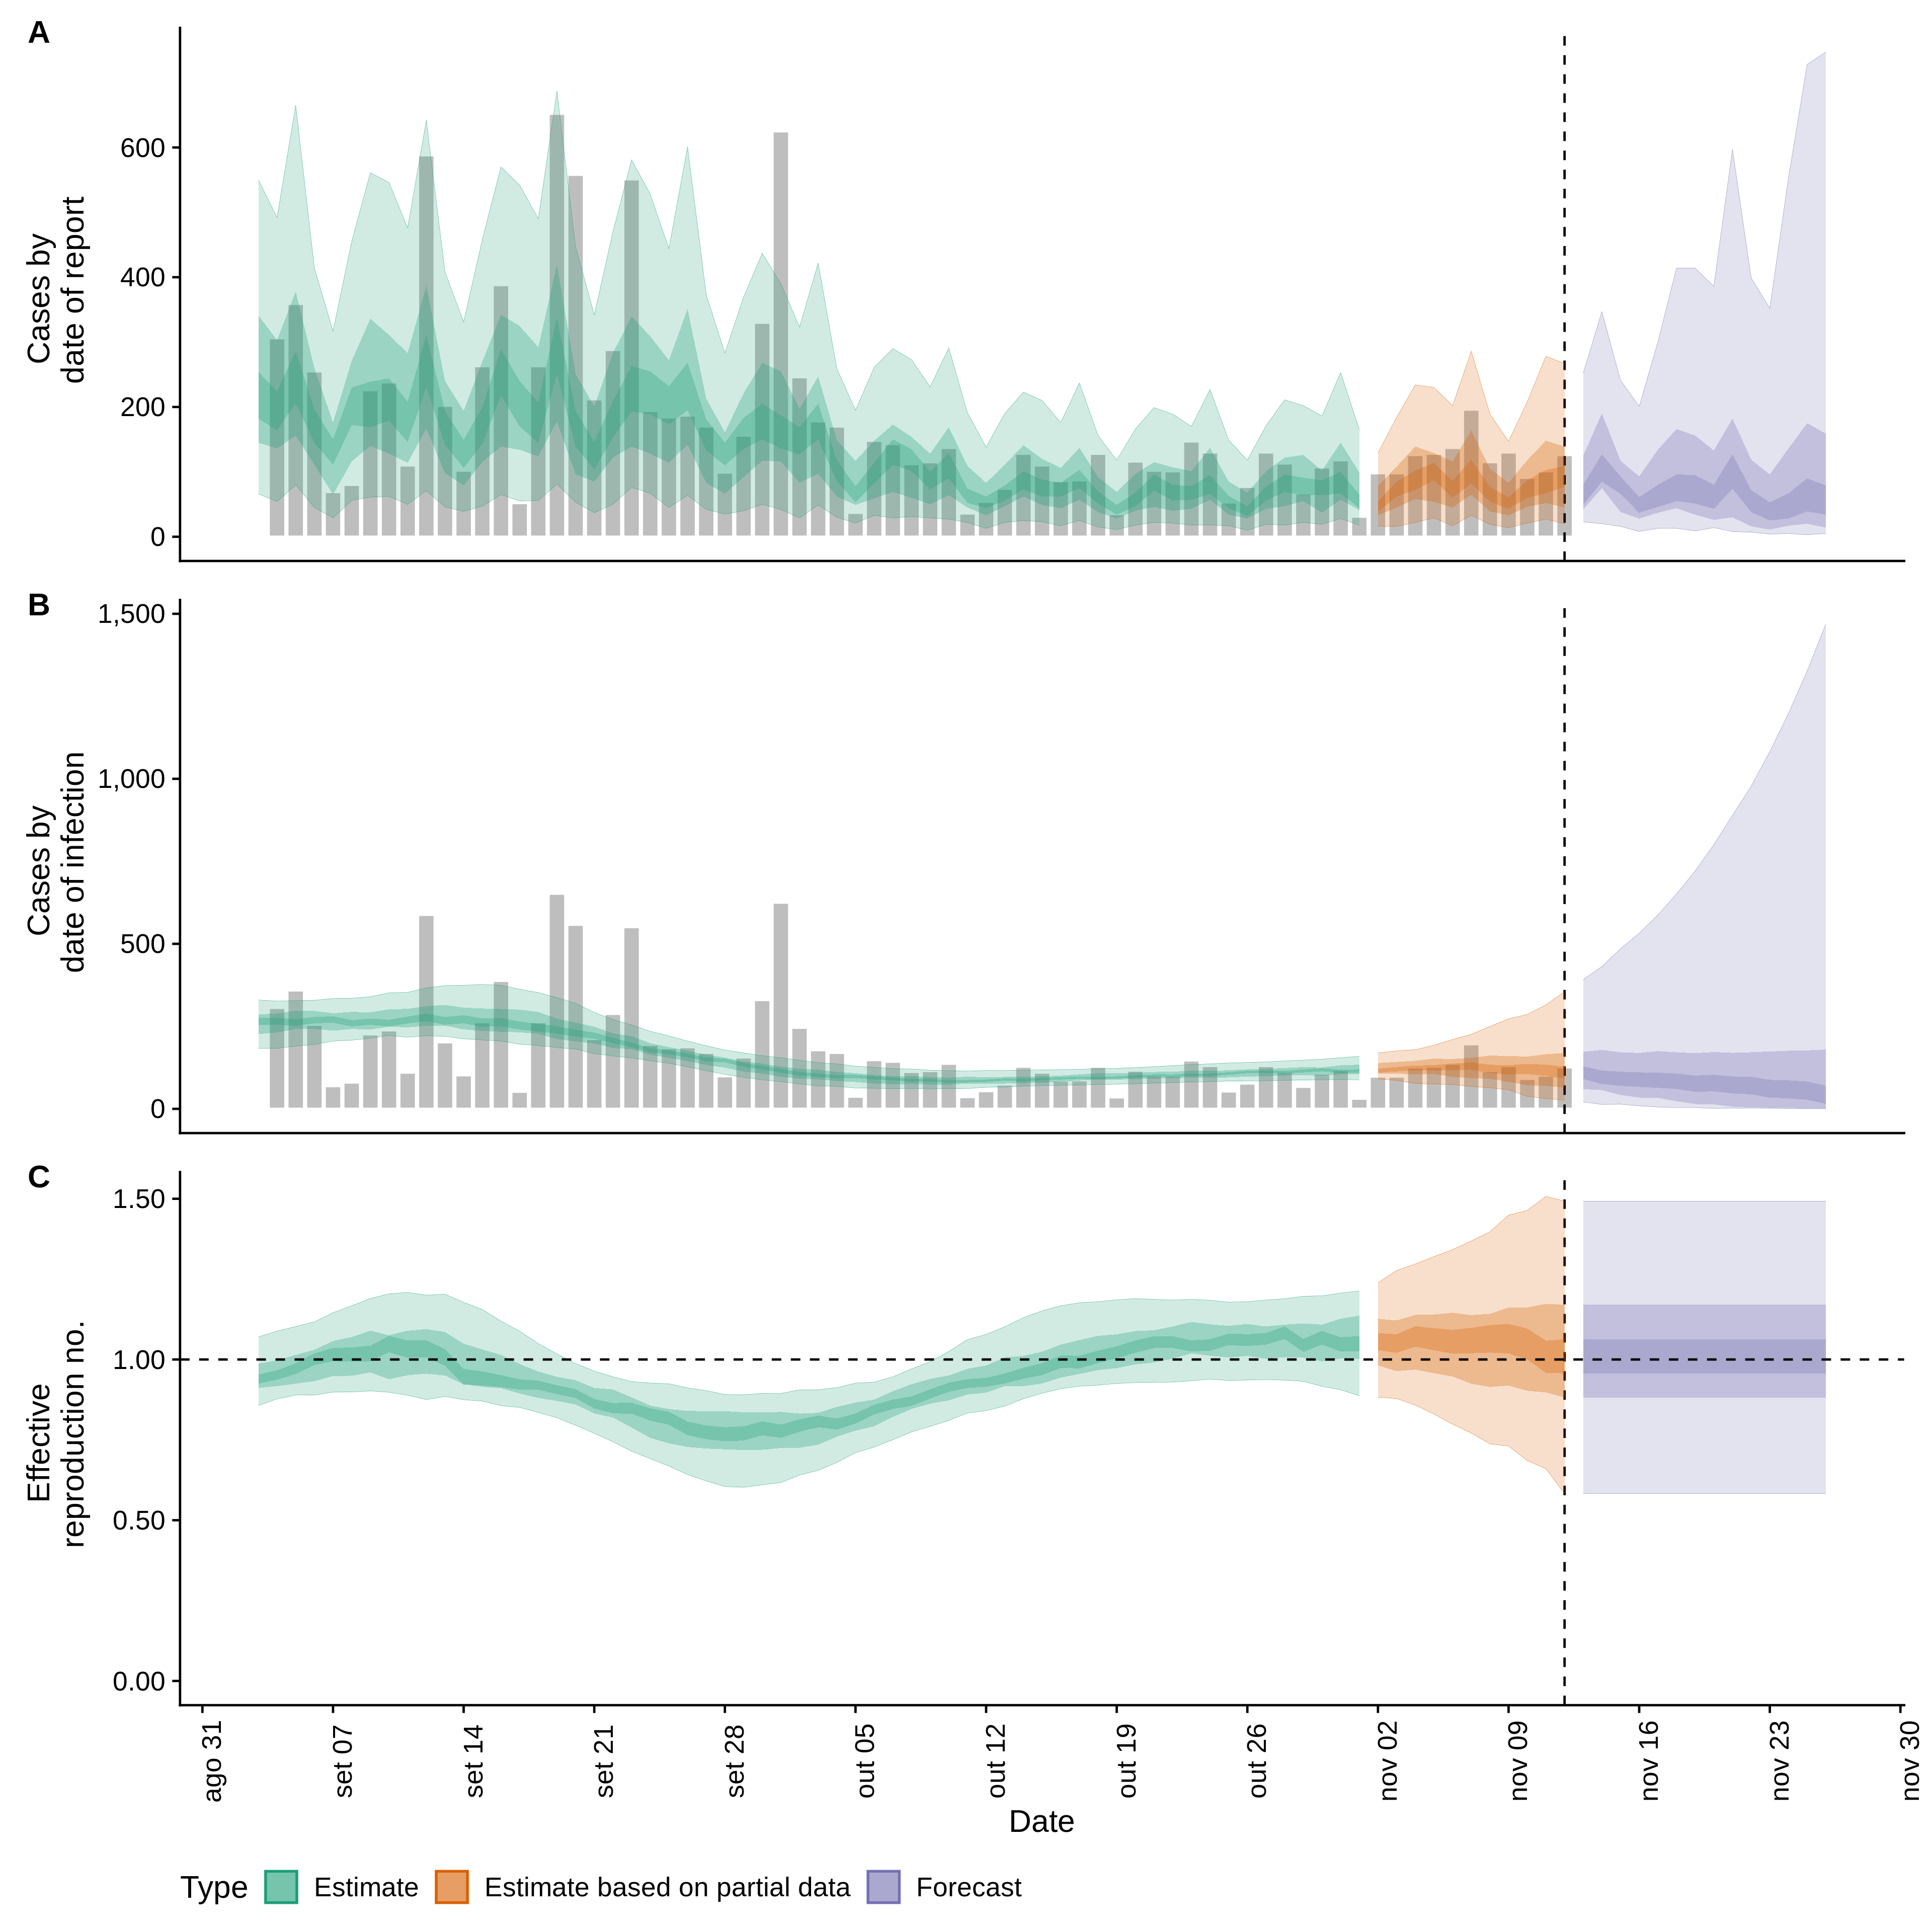 A
Cases by
date of report
600
400
200
0
B
Cases by
date of infection
1,500
1,000
500
0
C
Effective
reproduction no.
1.50
1.00
0.50
0.00
ago 31
set 07
set 14
set 21
set 28
out 05
out 12
out 19
out 26
nov 02
nov 09
nov 16
nov 23
nov 30
Date
Type
Estimate
Estimate based on partial data
Forecast